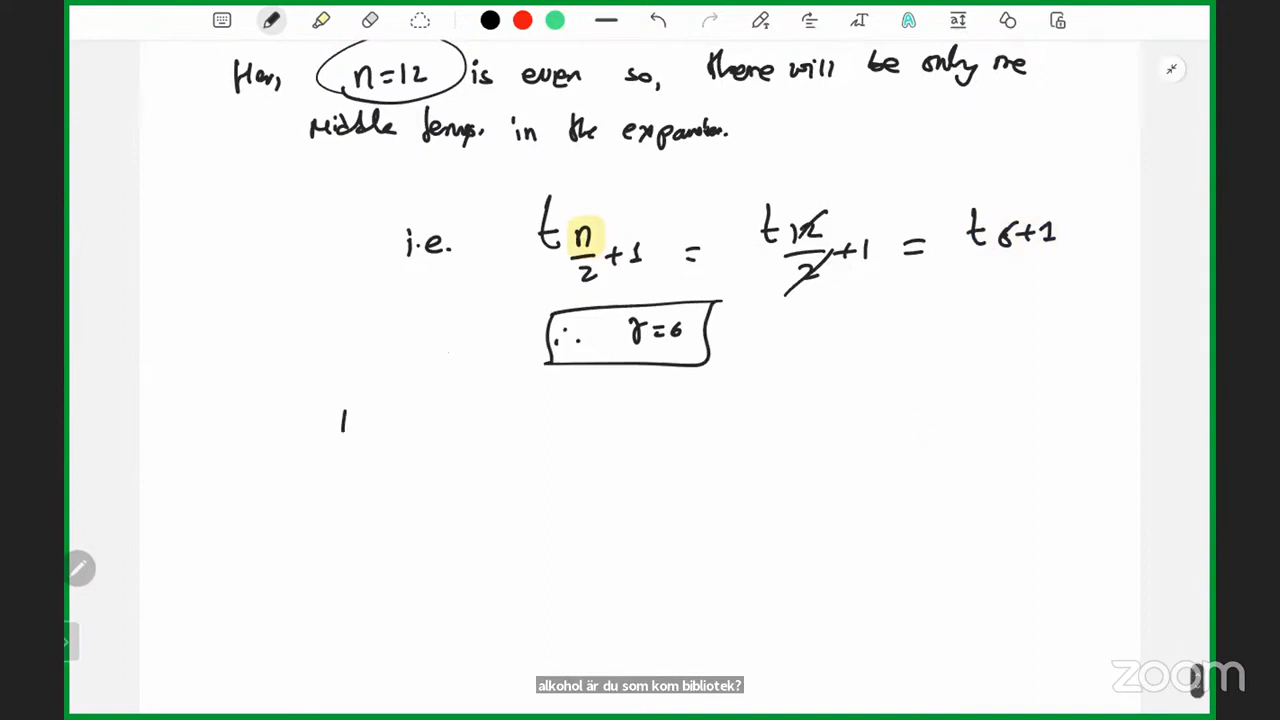 Her, n=12 is even so, there will be only one
Middle terms. in the expansion.
i.e. t n/2 +1 = t 12/2 +1 = t 6+1
∴ r=6
alkohol är du som kom bibliotek?
zoom